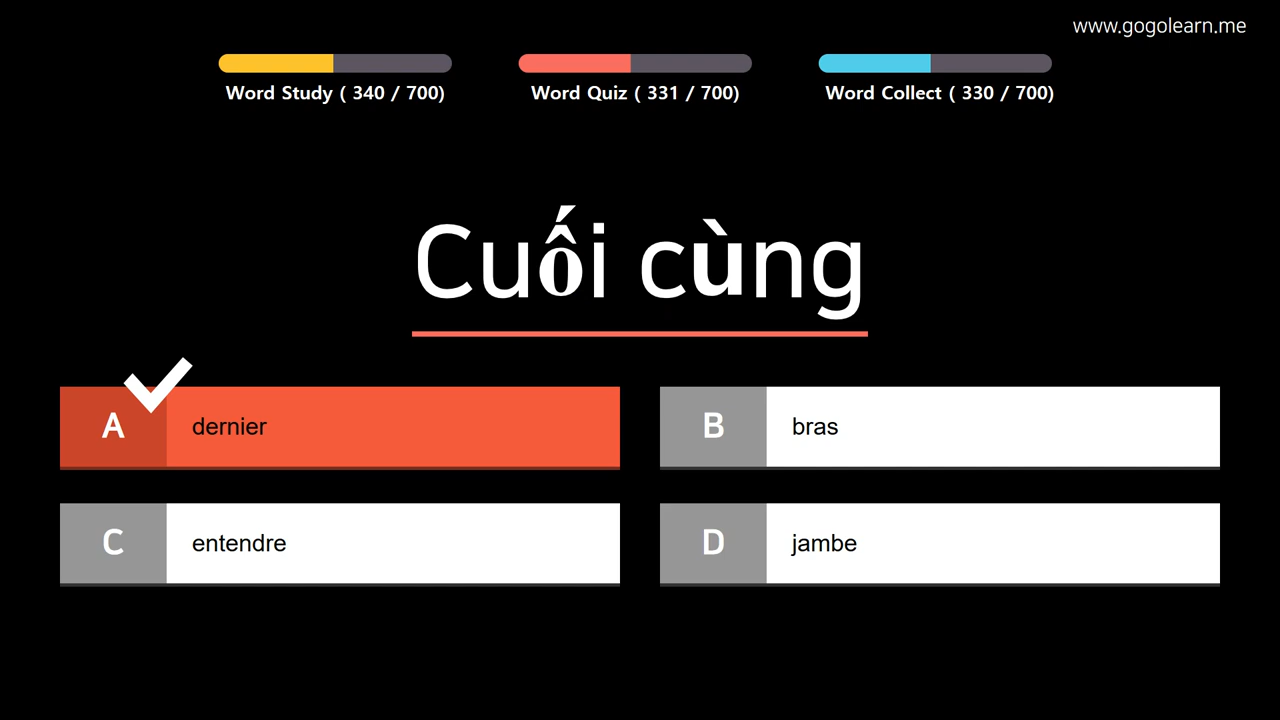 www.gogolearn.me
Word Study ( 340 / 700)
Word Quiz ( 331 / 700)
Word Collect ( 330 / 700)
Cuối cùng
A dernier
B bras
C entendre
D jambe